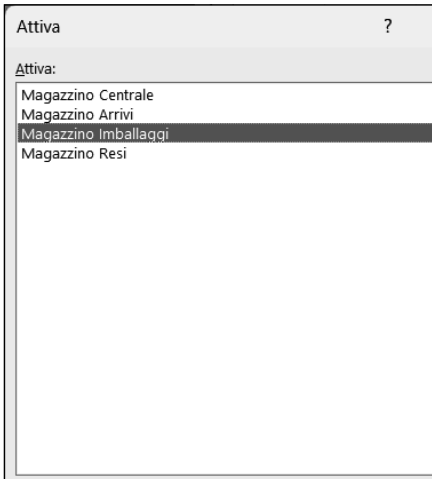 Attiva ?
Attiva:
Magazzino Centrale
Magazzino Arrivi
Magazzino Imballaggi
Magazzino Resi